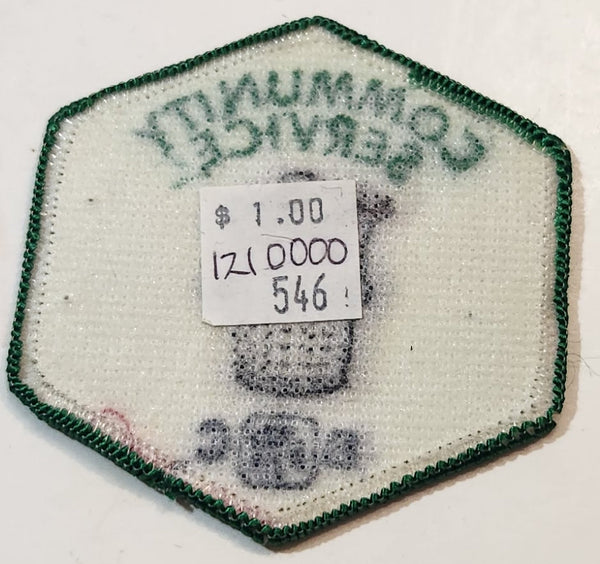 COMMUNITY
SERVICE
$ 1.00
1210000
546